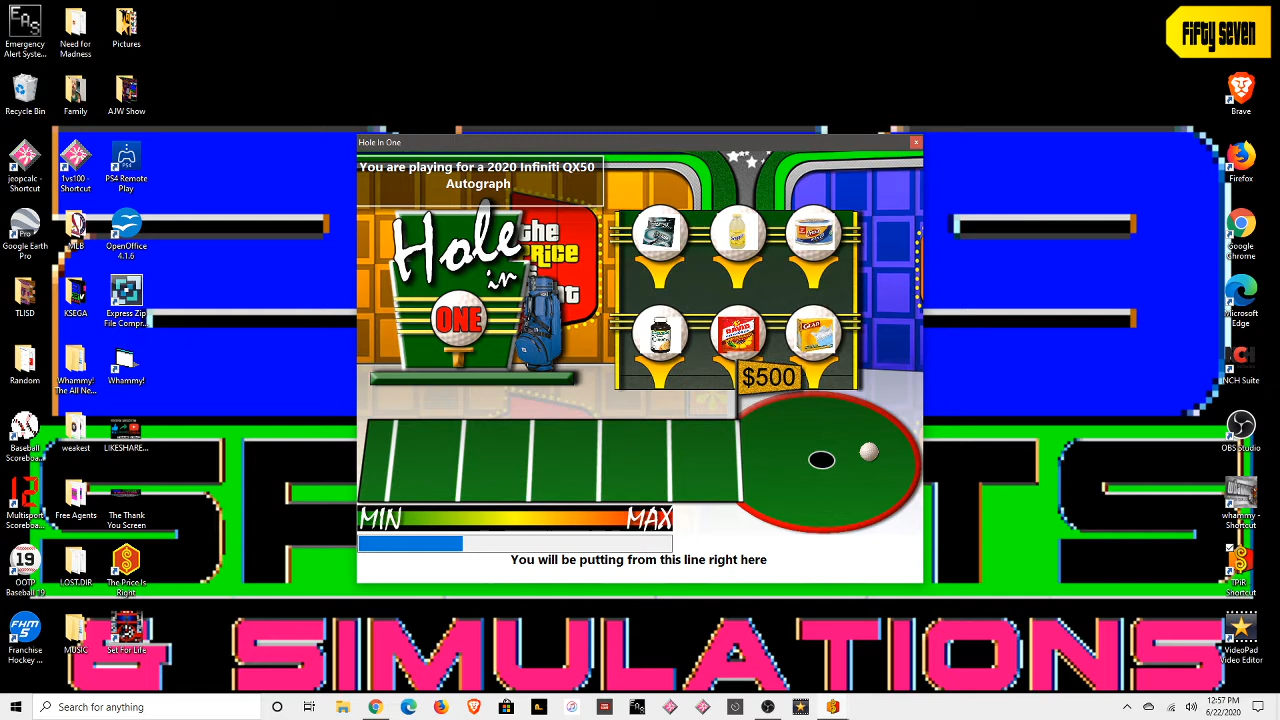 Fifty Seven
Emergency
Alert Syste...
Need for
Madness
Pictures
Recycle Bin
Family
AJW Show
jeopcalc -
Shortcut
1vs100 -
Shortcut
PS4 Remote
Play
Google Earth
Pro
MLB
OpenOffice
4.1.6
TLISD
KSEGA
Express Zip
File Compr...
Random
Whammy!
The All Ne...
Whammy!
Baseball
Scoreboa...
weakest
LIKESHARE...
Multisport
Scoreboa...
Free Agents
The Thank
You Screen
OOTP
Baseball 19
LOST.DIR
The Price Is
Right
Franchise
Hockey ...
MUSIC
Set For Life
Brave
Firefox
Google
Chrome
Microsoft
Edge
NCH Suite
OBS Studio
whammy -
Shortcut
TPiR
Shortcut
VideoPad
Video Editor
Hole In One
You are playing for a 2020 Infiniti QX50
Autograph
Hole
in
ONE
the
$500
MIN
MAX
You will be putting from this line right here
& SIMULATIONS
Search for anything
12:57 PM
6/22/2020